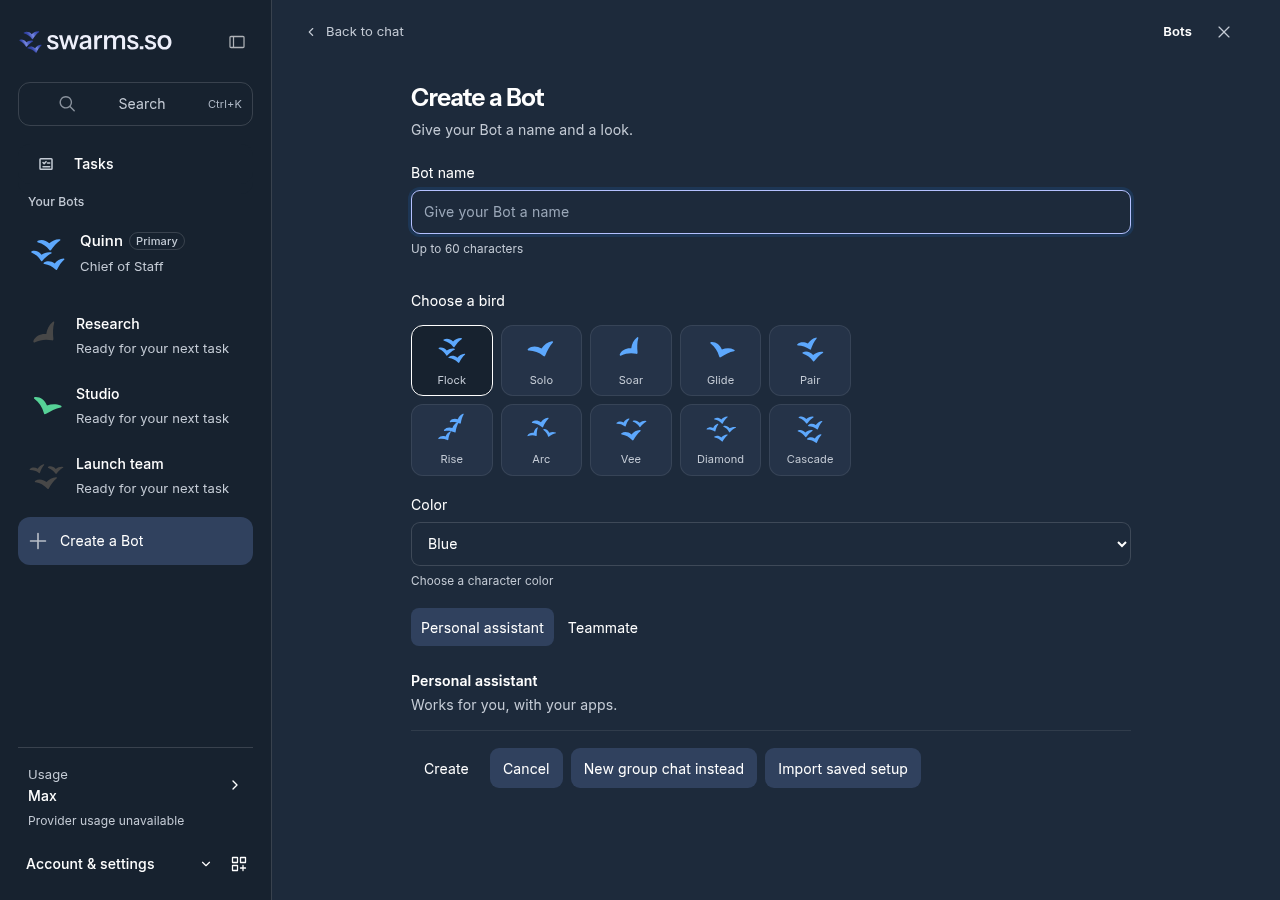 swarms.so
Search Ctrl+K
Tasks
Your Bots
Quinn Primary
Chief of Staff
Research
Ready for your next task
Studio
Ready for your next task
Launch team
Ready for your next task
Create a Bot
Usage
Max
Provider usage unavailable
Account & settings
Back to chat
Bots
Create a Bot
Give your Bot a name and a look.
Bot name
Give your Bot a name
Up to 60 characters
Choose a bird
Flock Solo Soar Glide Pair
Rise Arc Vee Diamond Cascade
Color
Blue
Choose a character color
Personal assistant Teammate
Personal assistant
Works for you, with your apps.
Create Cancel New group chat instead Import saved setup